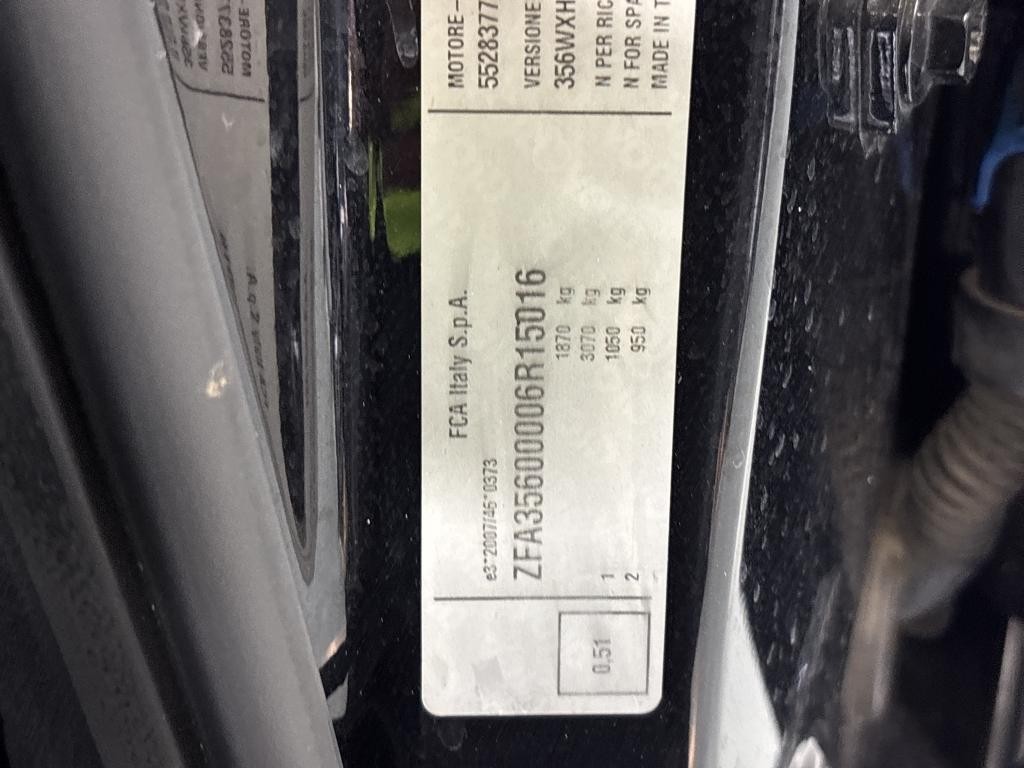 FCA Italy S.p.A.
e3*2007/46*0373
ZFA35600006R15016
1870 kg
3070 kg
1 1050 kg
2 950 kg
0,51
MOTORE-
5528377
VERSIONE
356WXH
N PER RIC
N FOR SPA
MADE IN